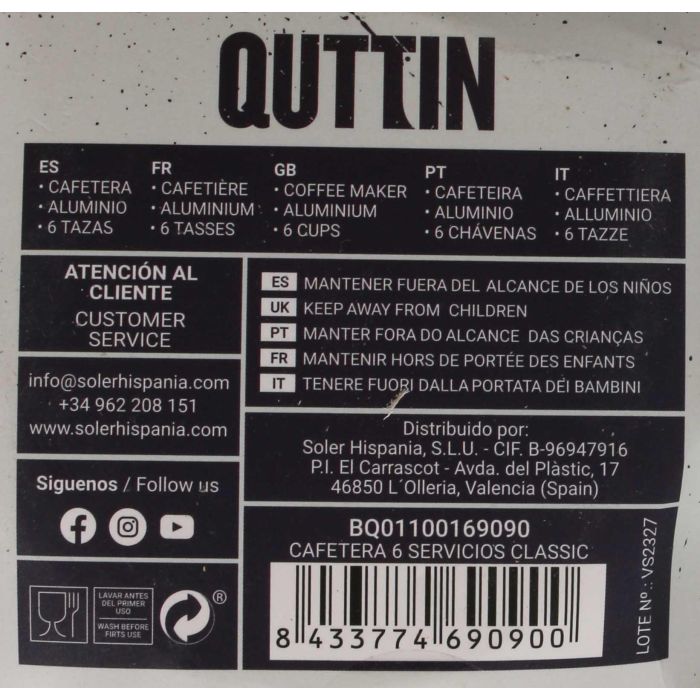 QUTTIN
ES
• CAFETERA
• ALUMINIO
• 6 TAZAS
FR
• CAFETIÈRE
• ALUMINIUM
• 6 TASSES
GB
• COFFEE MAKER
• ALUMINIUM
• 6 CUPS
PT
• CAFETEIRA
• ALUMINIO
• 6 CHÁVENAS
IT
• CAFFETTIERA
• ALLUMINIO
• 6 TAZZE
ATENCIÓN AL
CLIENTE
CUSTOMER
SERVICE
info@solerhispania.com
+34 962 208 151
www.solerhispania.com
Siguenos / Follow us
LAVAR ANTES
DEL PRIMER
USO
WASH BEFORE
FIRTS USE
®
ES MANTENER FUERA DEL ALCANCE DE LOS NIÑOS
UK KEEP AWAY FROM CHILDREN
PT MANTER FORA DO ALCANCE DAS CRIANÇAS
FR MANTENIR HORS DE PORTÉE DES ENFANTS
IT TENERE FUORI DALLA PORTATA DEI BAMBINI
Distribuido por:
Soler Hispania, S.L.U. - CIF. B-96947916
P.I. El Carrascot - Avda. del Plàstic, 17
46850 L´Olleria, Valencia (Spain)
BQ01100169090
CAFETERA 6 SERVICIOS CLASSIC
8 433774 690900
LOTE Nº.: VS2327